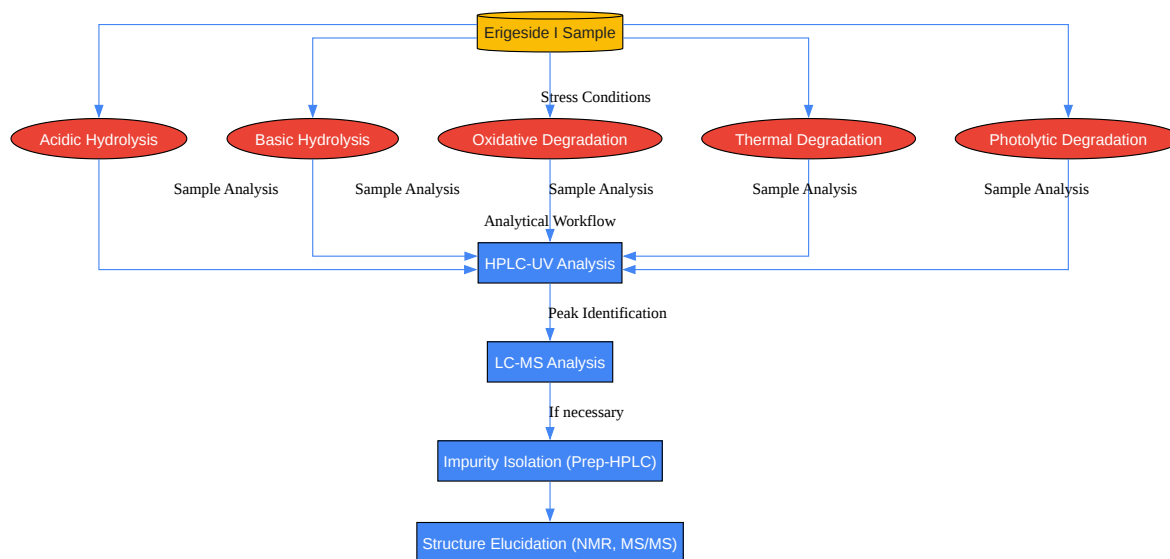 Erigeside I Sample
Stress Conditions
Acidic Hydrolysis
Basic Hydrolysis
Oxidative Degradation
Thermal Degradation
Photolytic Degradation
Sample Analysis
Sample Analysis
Sample Analysis
Sample Analysis
Sample Analysis
Analytical Workflow
HPLC-UV Analysis
Peak Identification
LC-MS Analysis
If necessary
Impurity Isolation (Prep-HPLC)
Structure Elucidation (NMR, MS/MS)